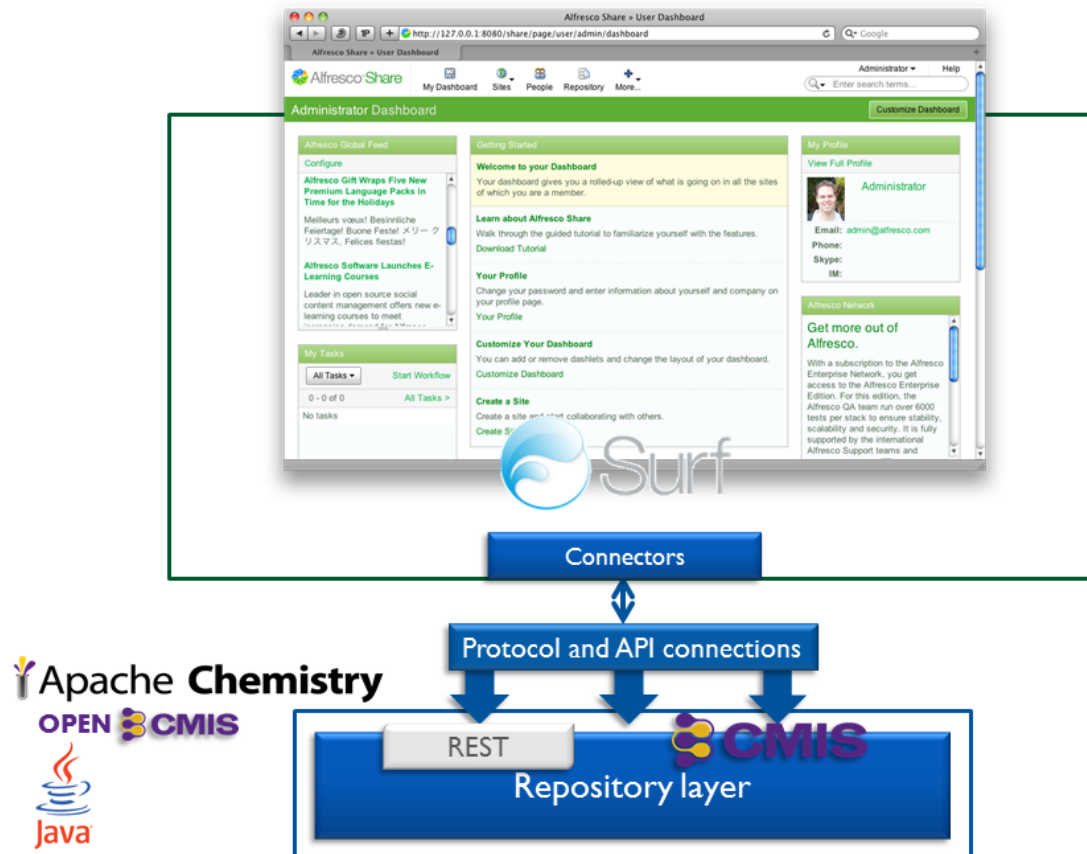 Alfresco Share » User Dashboard
http://127.0.0.1:8080/share/page/user/admin/dashboard
Google
Alfresco Share » User Dashboard
Alfresco Share
My Dashboard
Sites
People
Repository
More...
Administrator
Help
Enter search terms...
Administrator Dashboard
Customize Dashboard
Alfresco Global Feed
Configure
Alfresco Gift Wraps Five New
Premium Language Packs in
Time for the Holidays
Meilleurs vœux! Besinnliche
Feiertage! Buone Feste! メリー ク
リスマス, Felices fiestas!
Alfresco Software Launches E-
Learning Courses
Leader in open source social
content management offers new e-
learning courses to meet
My Tasks
All Tasks
Start Workflow
0 - 0 of 0
All Tasks >
No tasks
Getting Started
Welcome to your Dashboard
Your dashboard gives you a rolled-up view of what is going on in all the sites
of which you are a member.
Learn about Alfresco Share
Walk through the guided tutorial to familiarize yourself with the features.
Download Tutorial
Your Profile
Change your password and enter information about yourself and company on
your profile page.
Your Profile
Customize Your Dashboard
You can add or remove dashlets and change the layout of your dashboard.
Customize Dashboard
Create a Site
Create a site and start collaborating with others.
Create
My Profile
View Full Profile
Administrator
Email: admin@alfresco.com
Phone:
Skype:
IM:
Alfresco Network
Get more out of
Alfresco.
With a subscription to the Alfresco
Enterprise Network, you get
access to the Alfresco Enterprise
Edition. For this edition, the
Alfresco QA team run over 6000
tests per stack to ensure stability,
scalability and security. It is fully
supported by the international
Alfresco Support teams and
Surf
Connectors
Protocol and API connections
Apache Chemistry
OPEN CMIS
Java
REST
CMIS
Repository layer